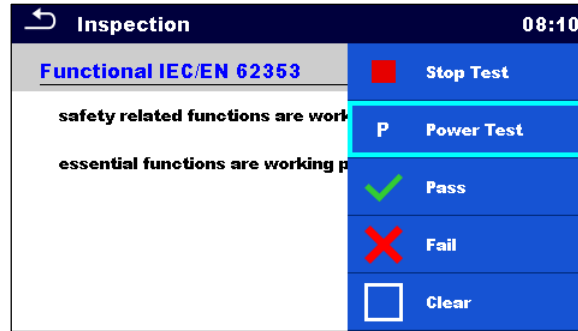 Inspection 08:10
Functional IEC/EN 62353
safety related functions are work
essential functions are working p
Stop Test
P Power Test
Pass
Fail
Clear